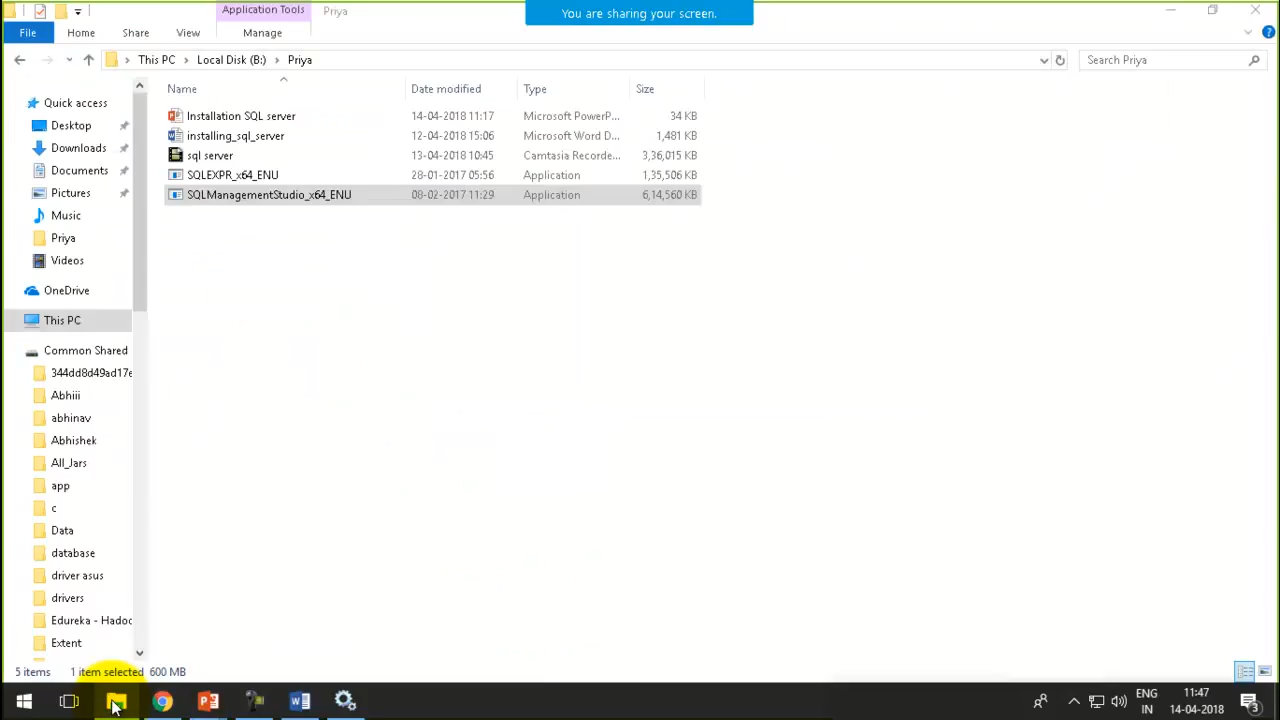 Application Tools
Priya
You are sharing your screen.
File Home Share View Manage
This PC Local Disk (B:) Priya
Search Priya
Name Date modified Type Size
Installation SQL server 14-04-2018 11:17 Microsoft PowerP... 34 KB
installing_sql_server 12-04-2018 15:06 Microsoft Word D... 1,481 KB
sql server 13-04-2018 10:45 Camtasia Recorde... 3,36,015 KB
SQLEXPR_x64_ENU 28-01-2017 05:56 Application 1,35,506 KB
SQLManagementStudio_x64_ENU 08-02-2017 11:29 Application 6,14,560 KB
Quick access
Desktop
Downloads
Documents
Pictures
Music
Priya
Videos
OneDrive
This PC
Common Shared
344dd8d49ad17e
Abhiii
abhinav
Abhishek
All_Jars
app
c
Data
database
driver asus
drivers
Edureka - Hadoo
Extent
5 items 1 item selected 600 MB
ENG
IN
11:47
14-04-2018
3